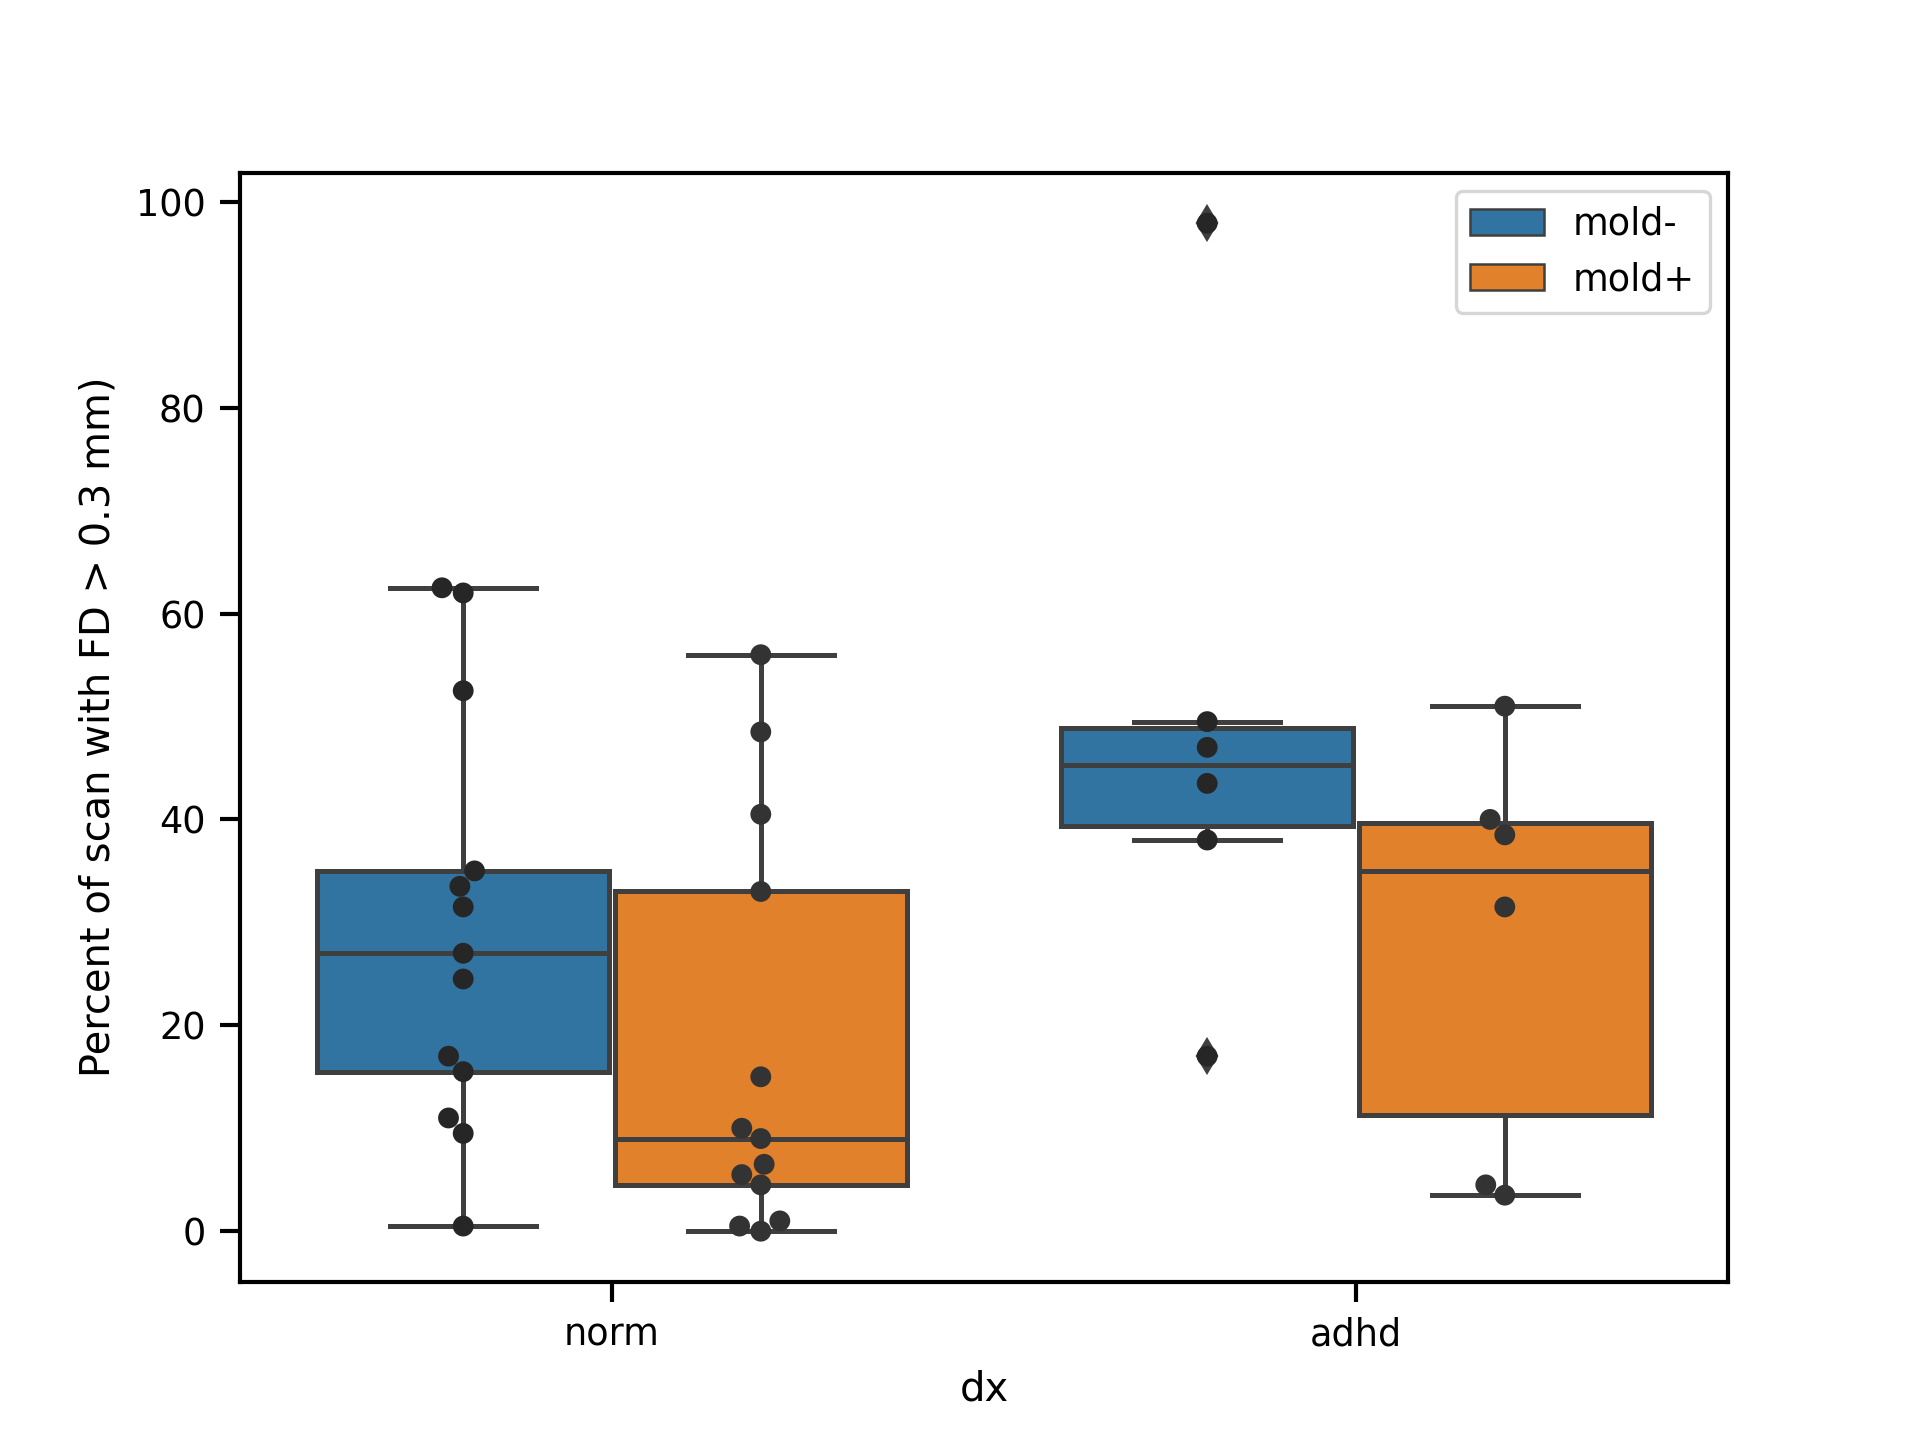 100
80
60
40
20
0
Percent of scan with FD > 0.3 mm)
mold-
mold+
norm
adhd
dx